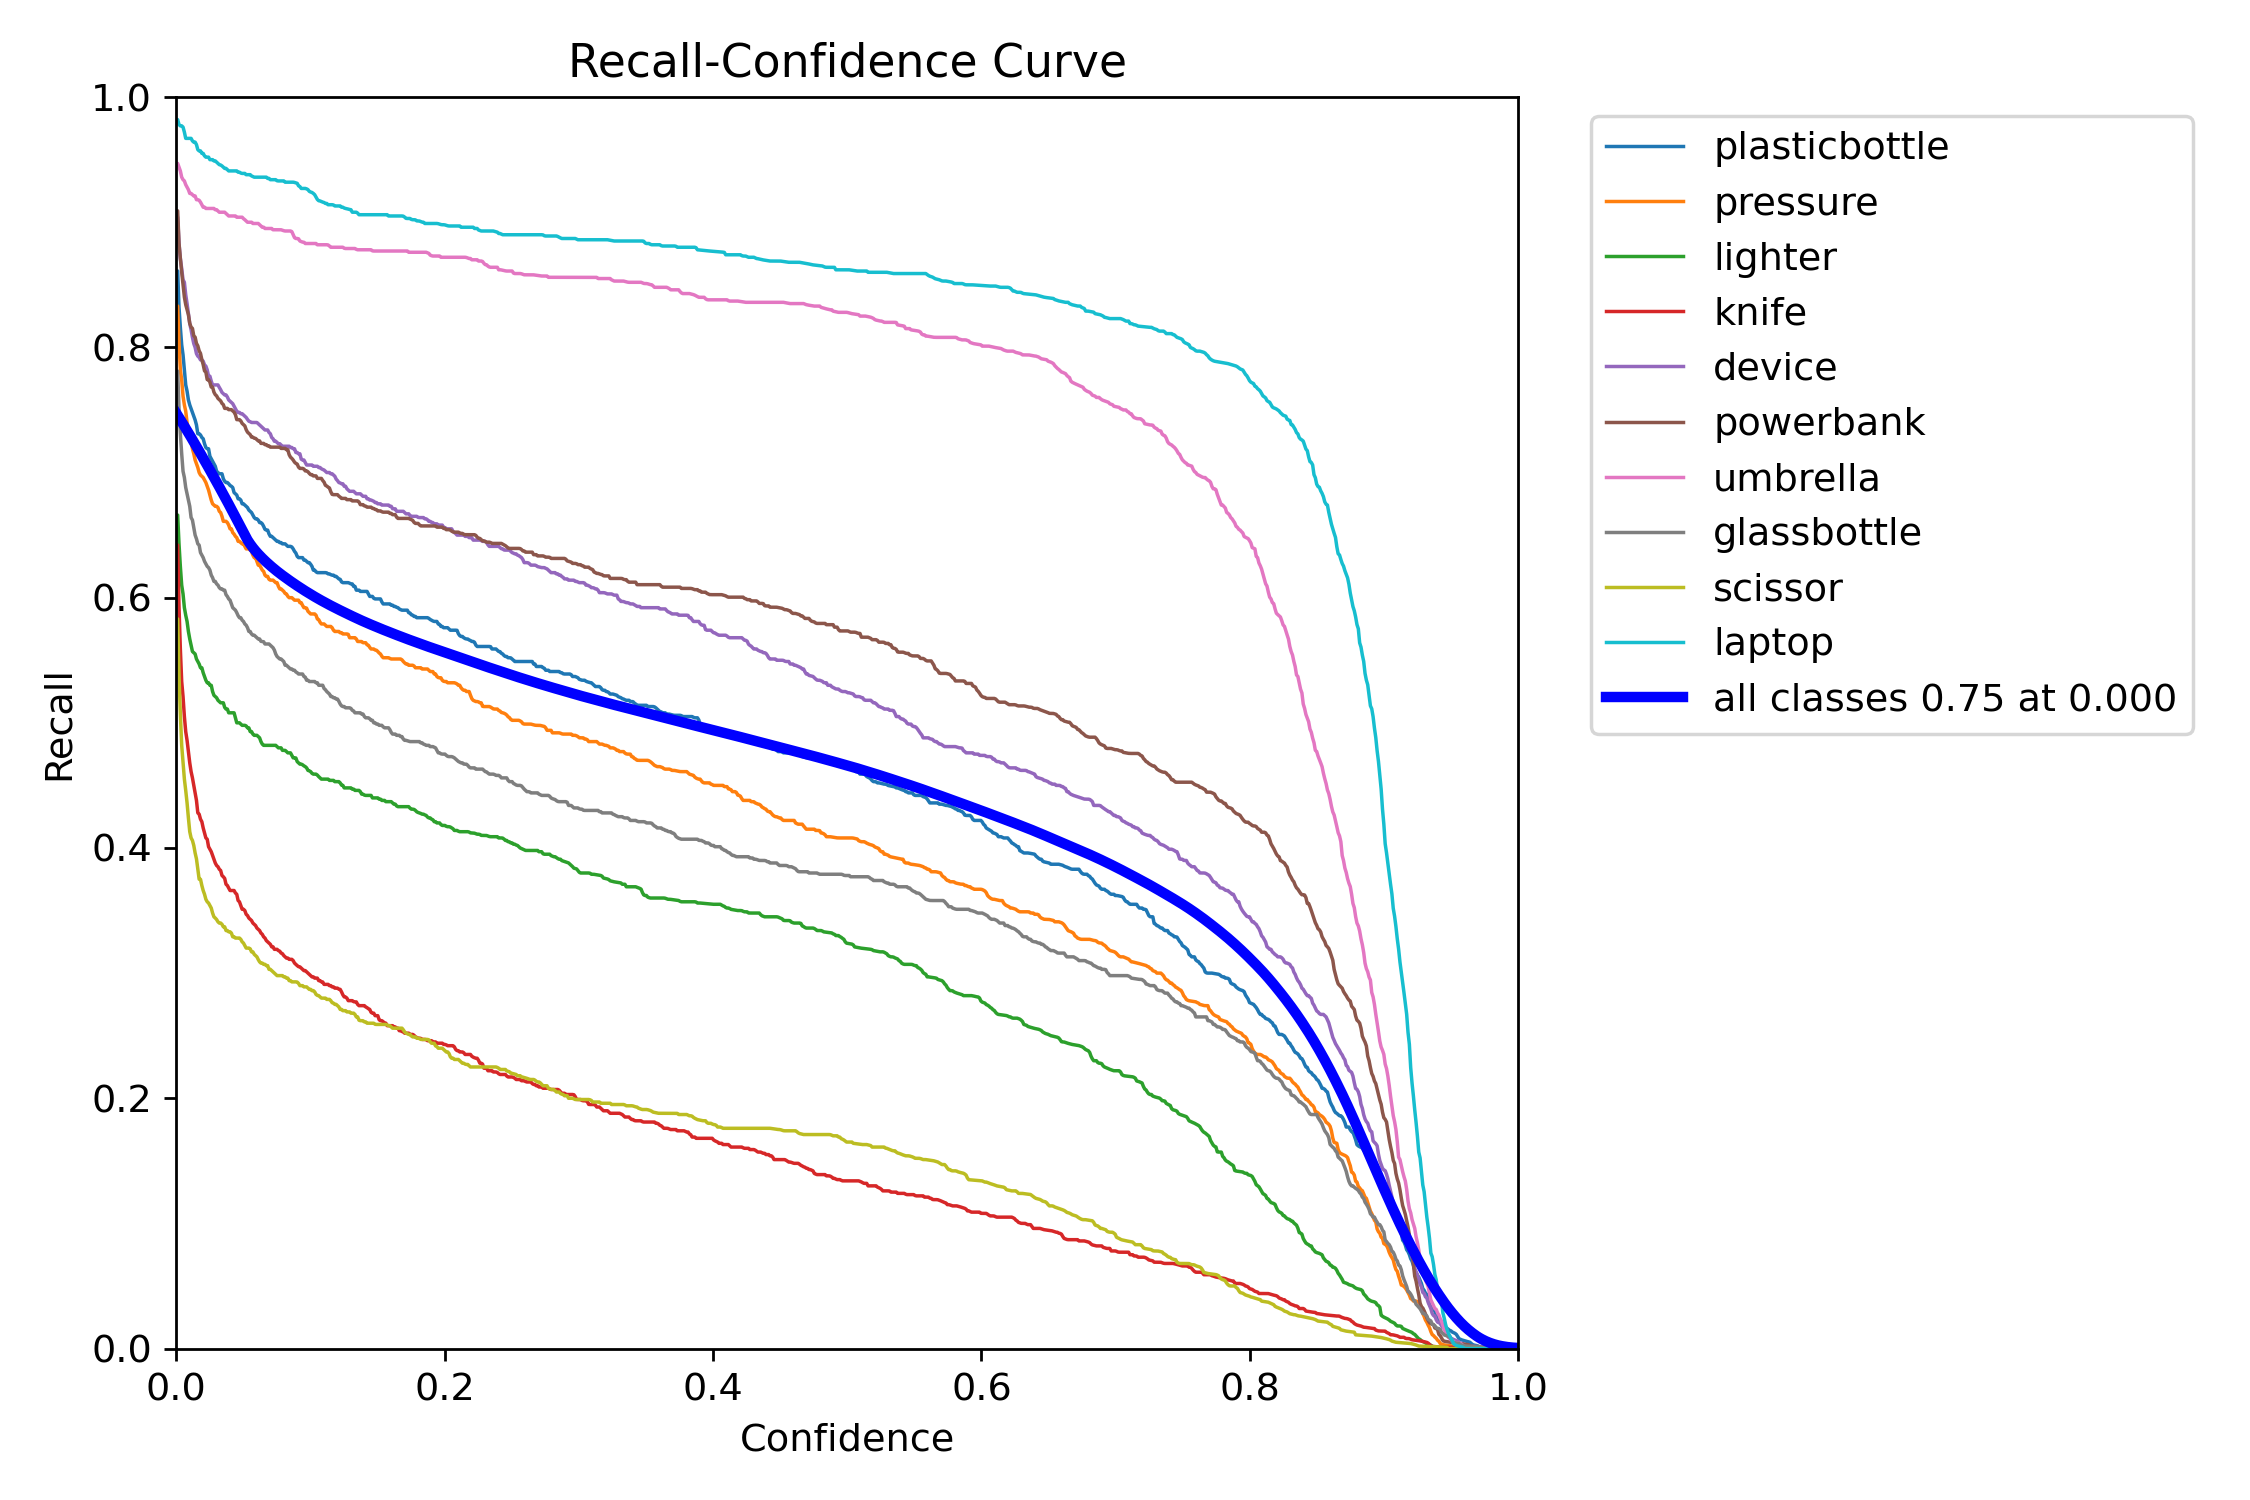 Recall-Confidence Curve
1.0
0.8
0.6
0.4
0.2
0.0
Recall
0.0 0.2 0.4 0.6 0.8 1.0
Confidence
plasticbottle
pressure
lighter
knife
device
powerbank
umbrella
glassbottle
scissor
laptop
all classes 0.75 at 0.000